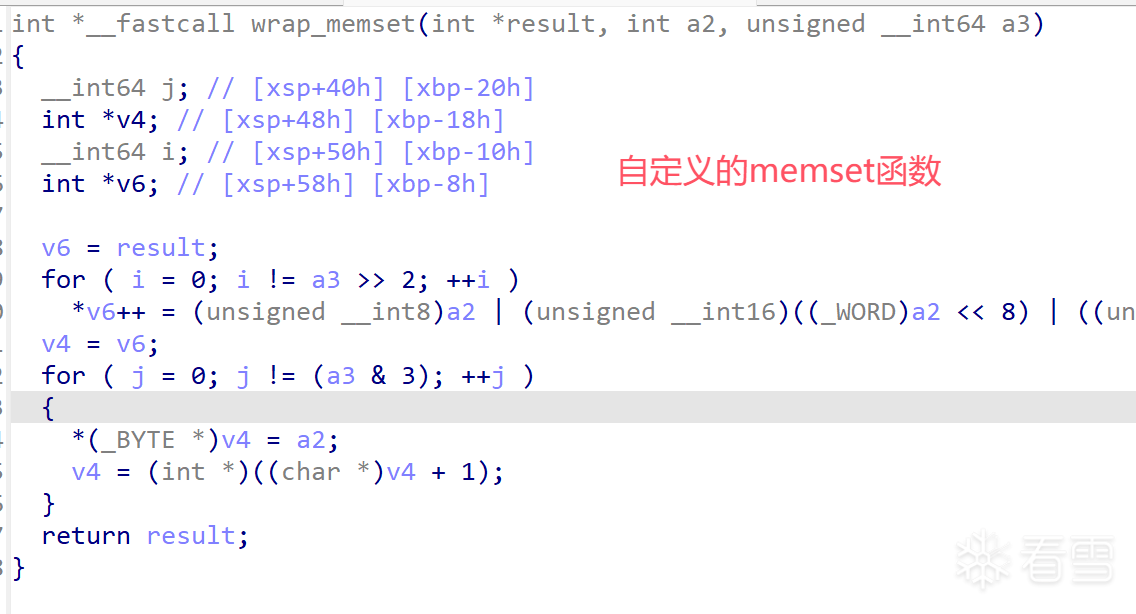 int *__fastcall wrap_memset(int *result, int a2, unsigned __int64 a3)
{
__int64 j; // [xsp+40h] [xbp-20h]
int *v4; // [xsp+48h] [xbp-18h]
__int64 i; // [xsp+50h] [xbp-10h]
int *v6; // [xsp+58h] [xbp-8h]
自定义的memset函数
v6 = result;
for ( i = 0; i != a3 >> 2; ++i )
*v6++ = (unsigned __int8)a2 | (unsigned __int16)((_WORD)a2 << 8) | ((un
v4 = v6;
for ( j = 0; j != (a3 & 3); ++j )
{
*(_BYTE *)v4 = a2;
v4 = (int *)((char *)v4 + 1);
}
return result;
}
看雪